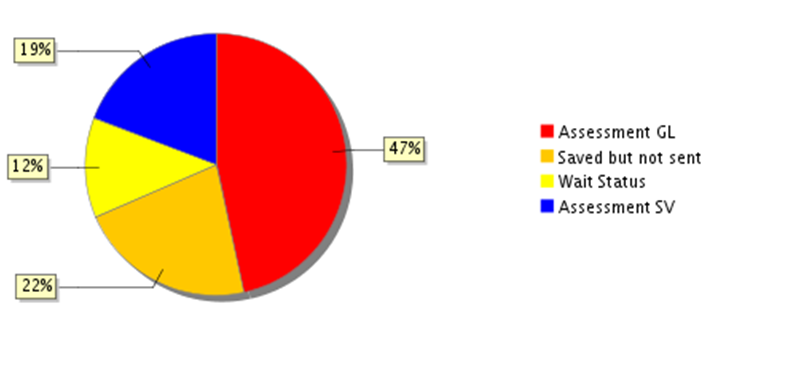 19%
47%
12%
22%
Assessment GL
Saved but not sent
Wait Status
Assessment SV